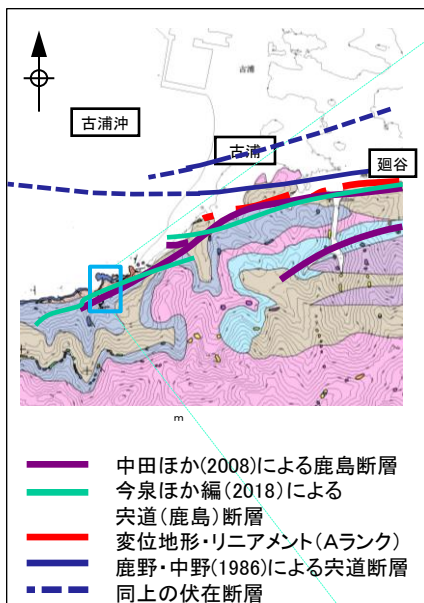 古浦
古浦沖
古浦
廻谷
m
中田ほか(2008)による鹿島断層
今泉ほか編(2018)による
宍道(鹿島)断層
変位地形・リニアメント(Aランク)
鹿野・中野(1986)による宍道断層
同上の伏在断層